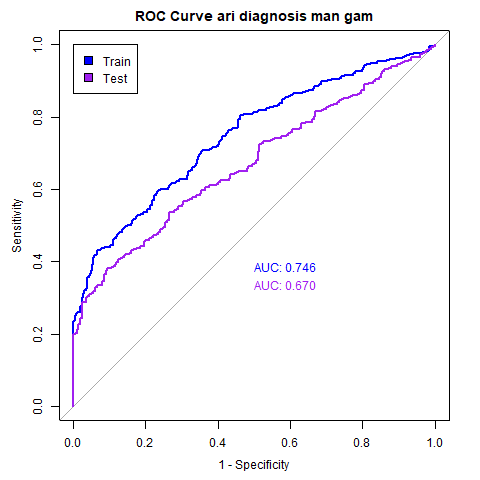 ROC Curve ari diagnosis man gam
Train
Test
1.0
0.8
0.6
0.4
0.2
0.0
Sensitivity
AUC: 0.746
AUC: 0.670
0.0 0.2 0.4 0.6 0.8 1.0
1 - Specificity